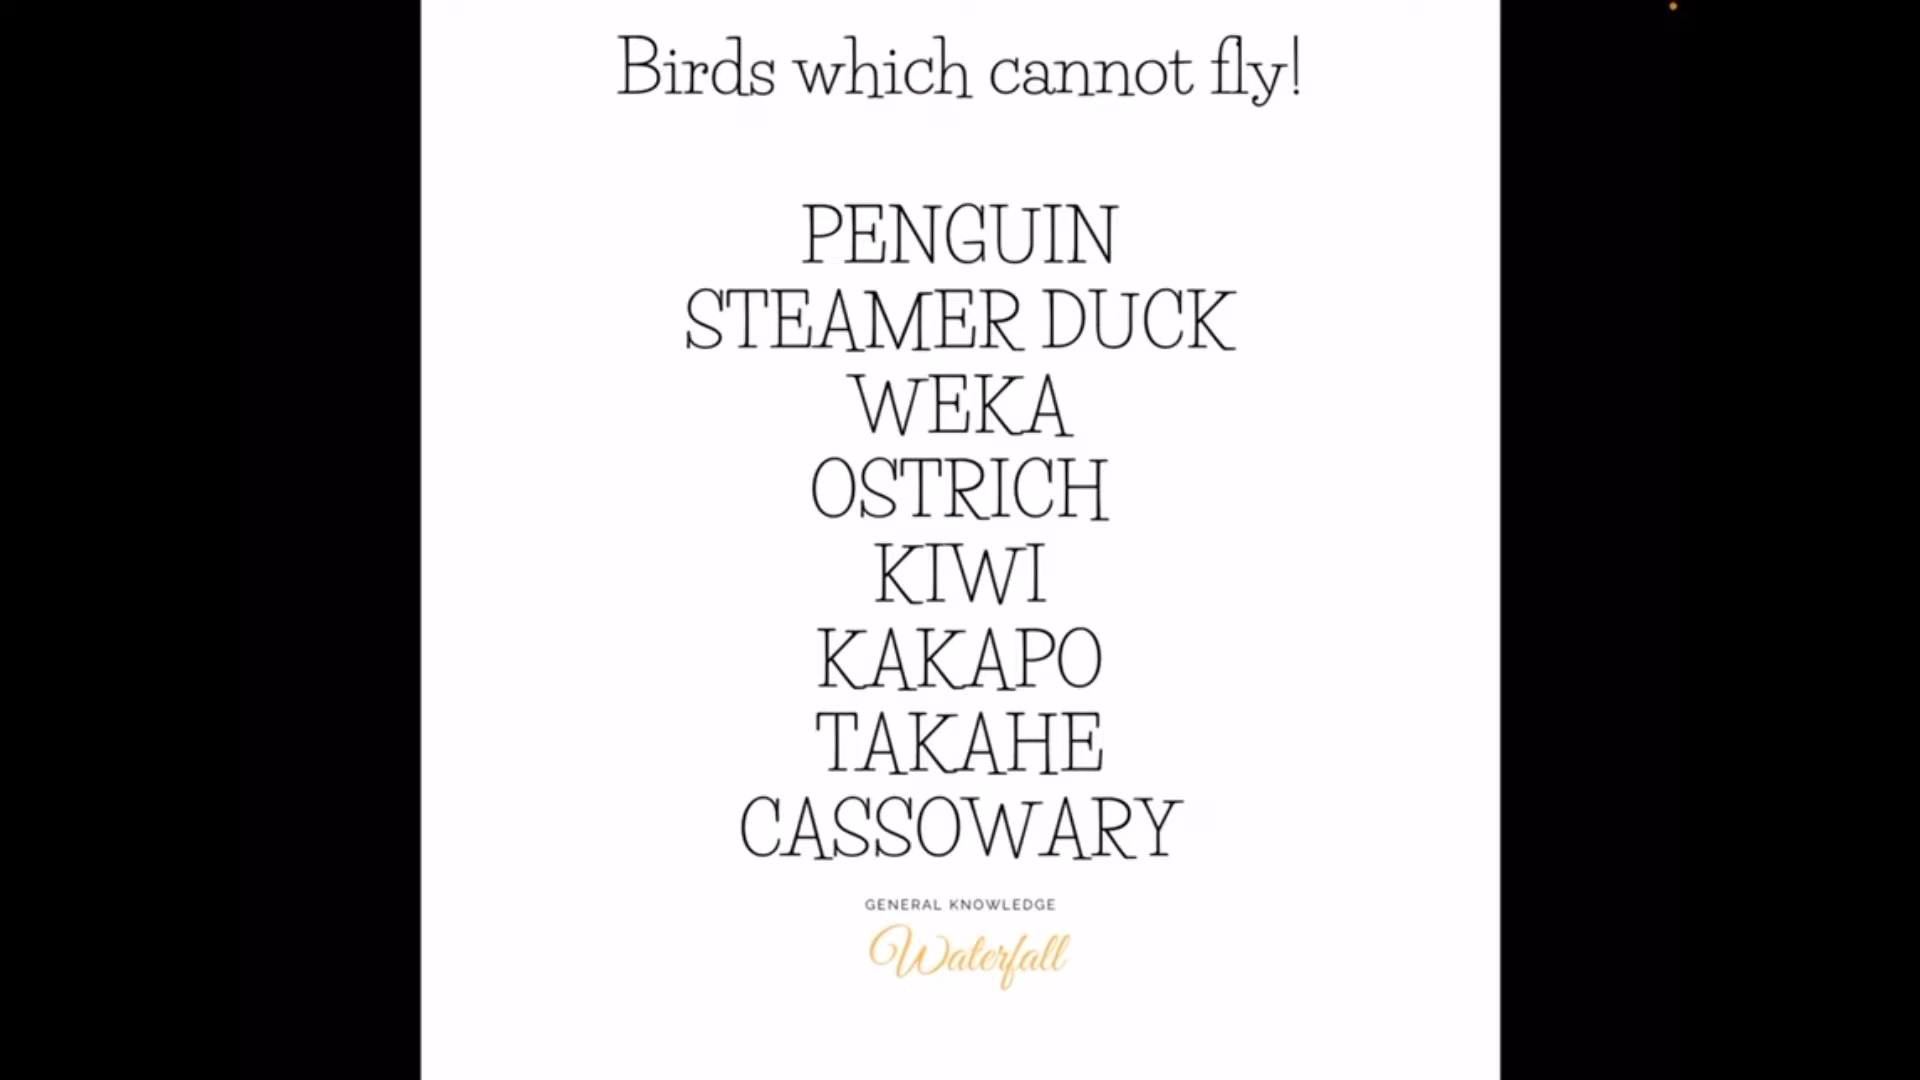 Birds which cannot fly!
PENGUIN
STEAMER DUCK
WEKA
OSTRICH
KIWI
KAKAPO
TAKAHE
CASSOWARY
GENERAL KNOWLEDGE
Waterfall